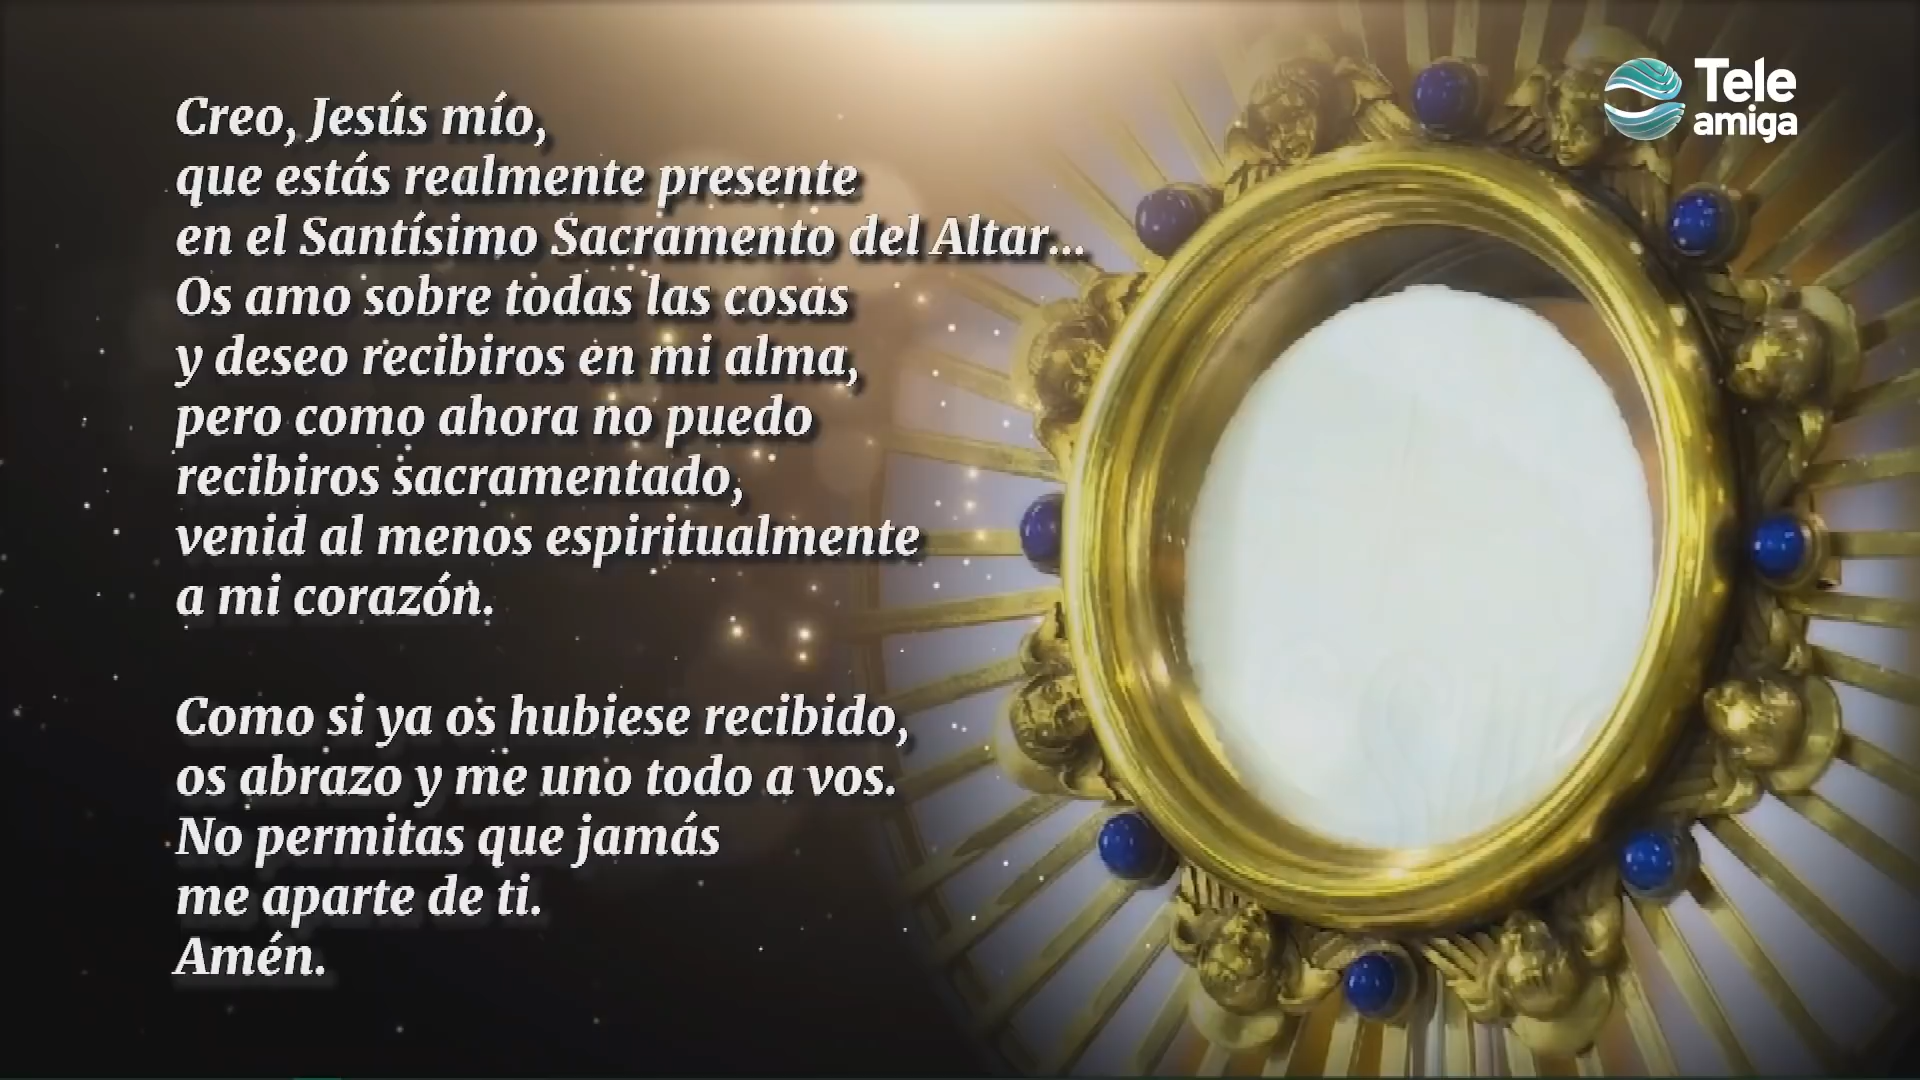 Creo, Jesús mío,
que estás realmente presente
en el Santísimo Sacramento del Altar...
Os amo sobre todas las cosas
y deseo recibiros en mi alma,
pero como ahora no puedo
recibiros sacramentado,
venid al menos espiritualmente
a mi corazón.
Como si ya os hubiese recibido,
os abrazo y me uno todo a vos.
No permitas que jamás
me aparte de ti.
Amén.
Tele
amiga